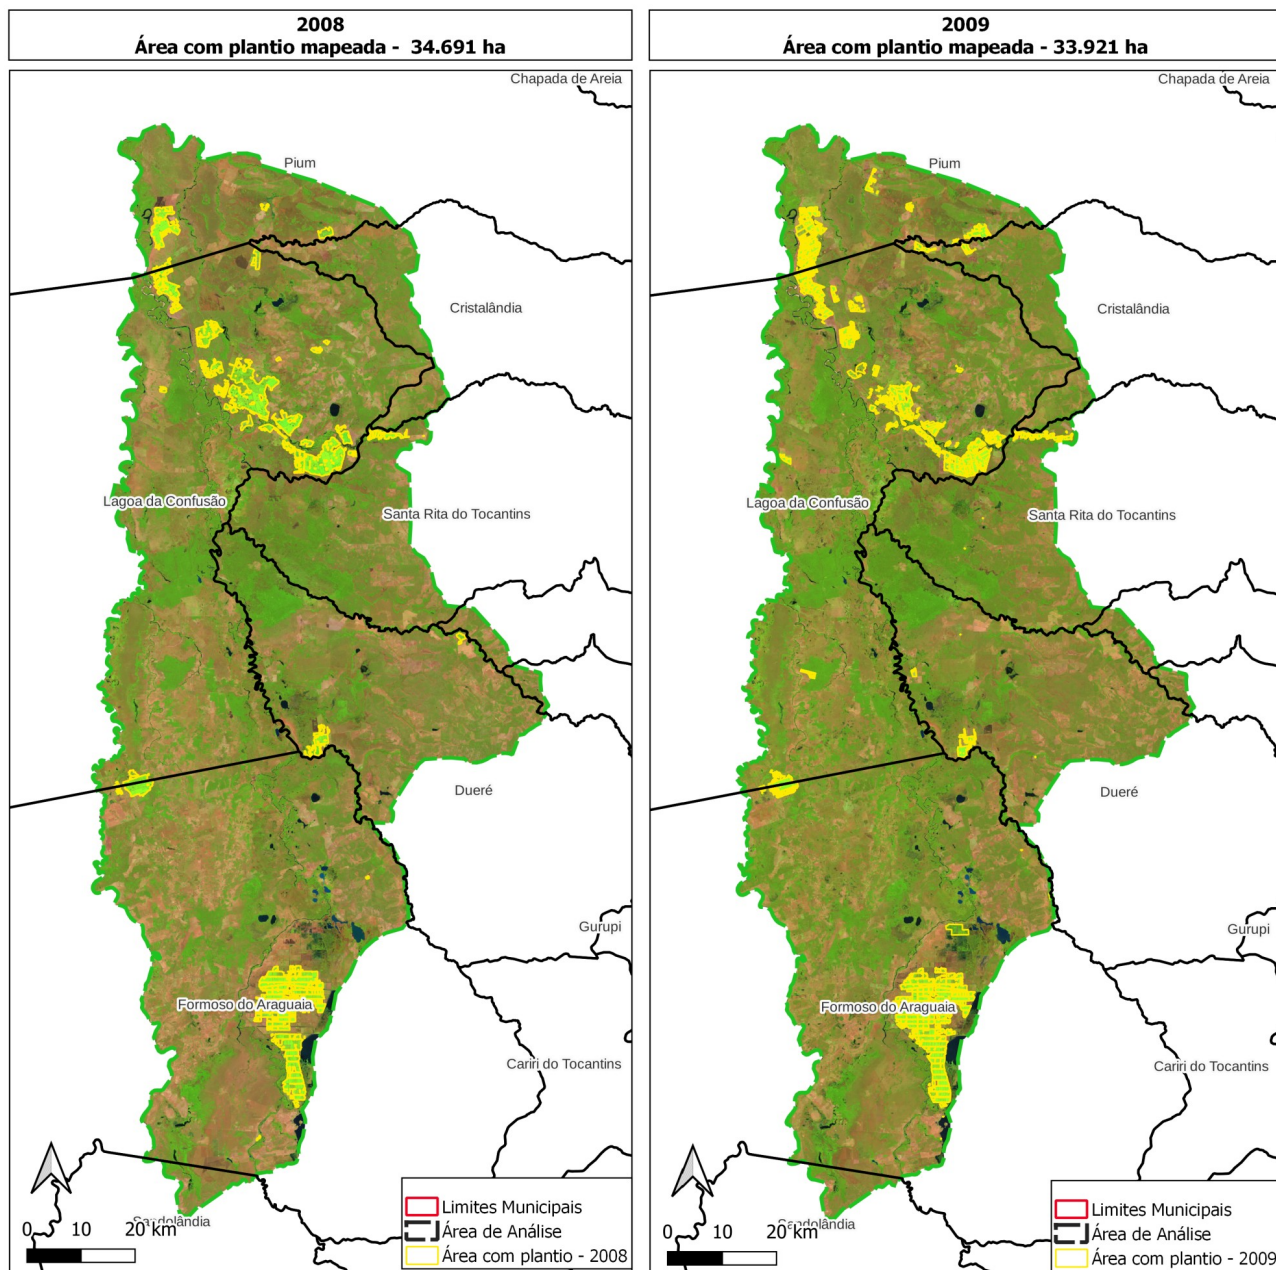 2008
Área com plantio mapeada - 34.691 ha
Chapada de Areia
Pium
Cristalândia
Lagoa da Confusão
Santa Rita do Tocantins
Dueré
Gurupi
Formoso do Araguaia
Cariri do Tocantins
Sandolândia
0 10 20 km
Limites Municipais
Área de Análise
Área com plantio - 2008
2009
Área com plantio mapeada - 33.921 ha
Chapada de Areia
Pium
Cristalândia
Lagoa da Confusão
Santa Rita do Tocantins
Dueré
Gurupi
Formoso do Araguaia
Cariri do Tocantins
Sandolândia
0 10 20 km
Limites Municipais
Área de Análise
Área com plantio - 2009